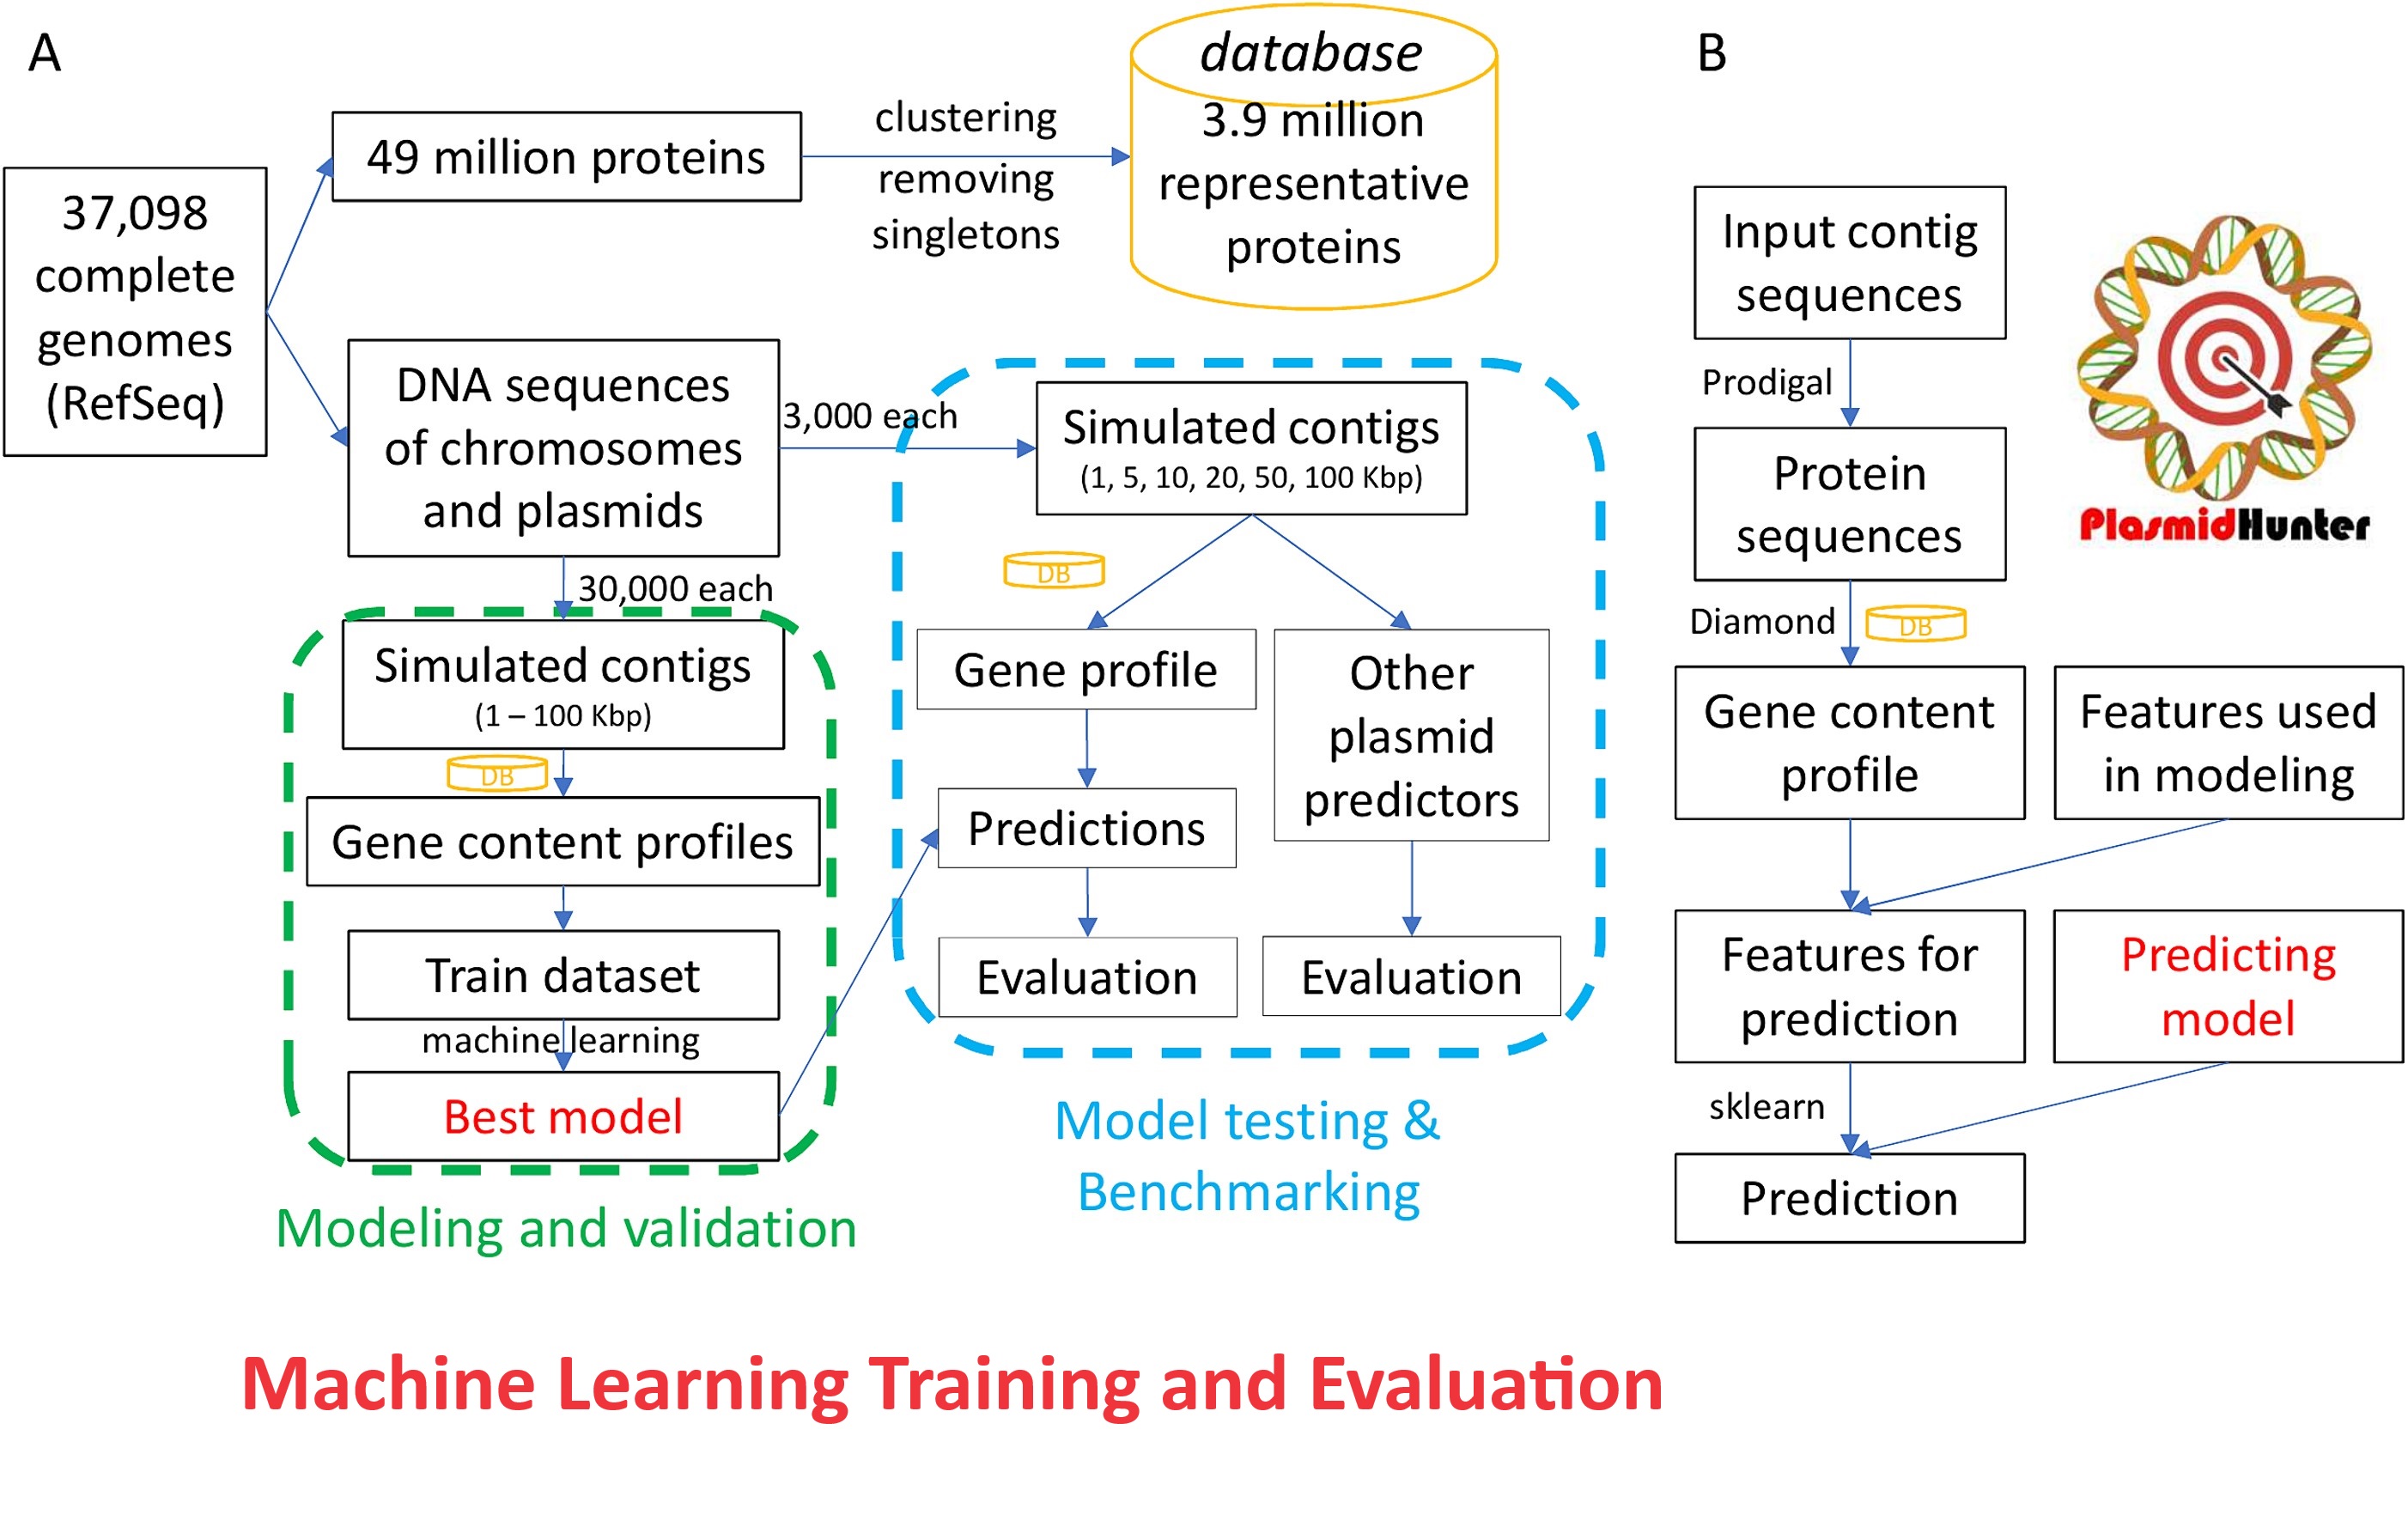 A
37,098
complete
genomes
(RefSeq)
49 million proteins
clustering
removing
singletons
database
3.9 million
representative
proteins
DNA sequences
of chromosomes
and plasmids
3,000 each
30,000 each
Simulated contigs
(1 – 100 Kbp)
DB
Gene content profiles
Train dataset
machine learning
Best model
Modeling and validation
Simulated contigs
(1, 5, 10, 20, 50, 100 Kbp)
DB
Gene profile
Predictions
Evaluation
Other
plasmid
predictors
Evaluation
Model testing &
Benchmarking
Machine Learning Training and Evaluation
B
Input contig
sequences
Prodigal
Protein
sequences
Diamond
DB
Gene content
profile
Features used
in modeling
Features for
prediction
Predicting
model
sklearn
Prediction
PlasmidHunter